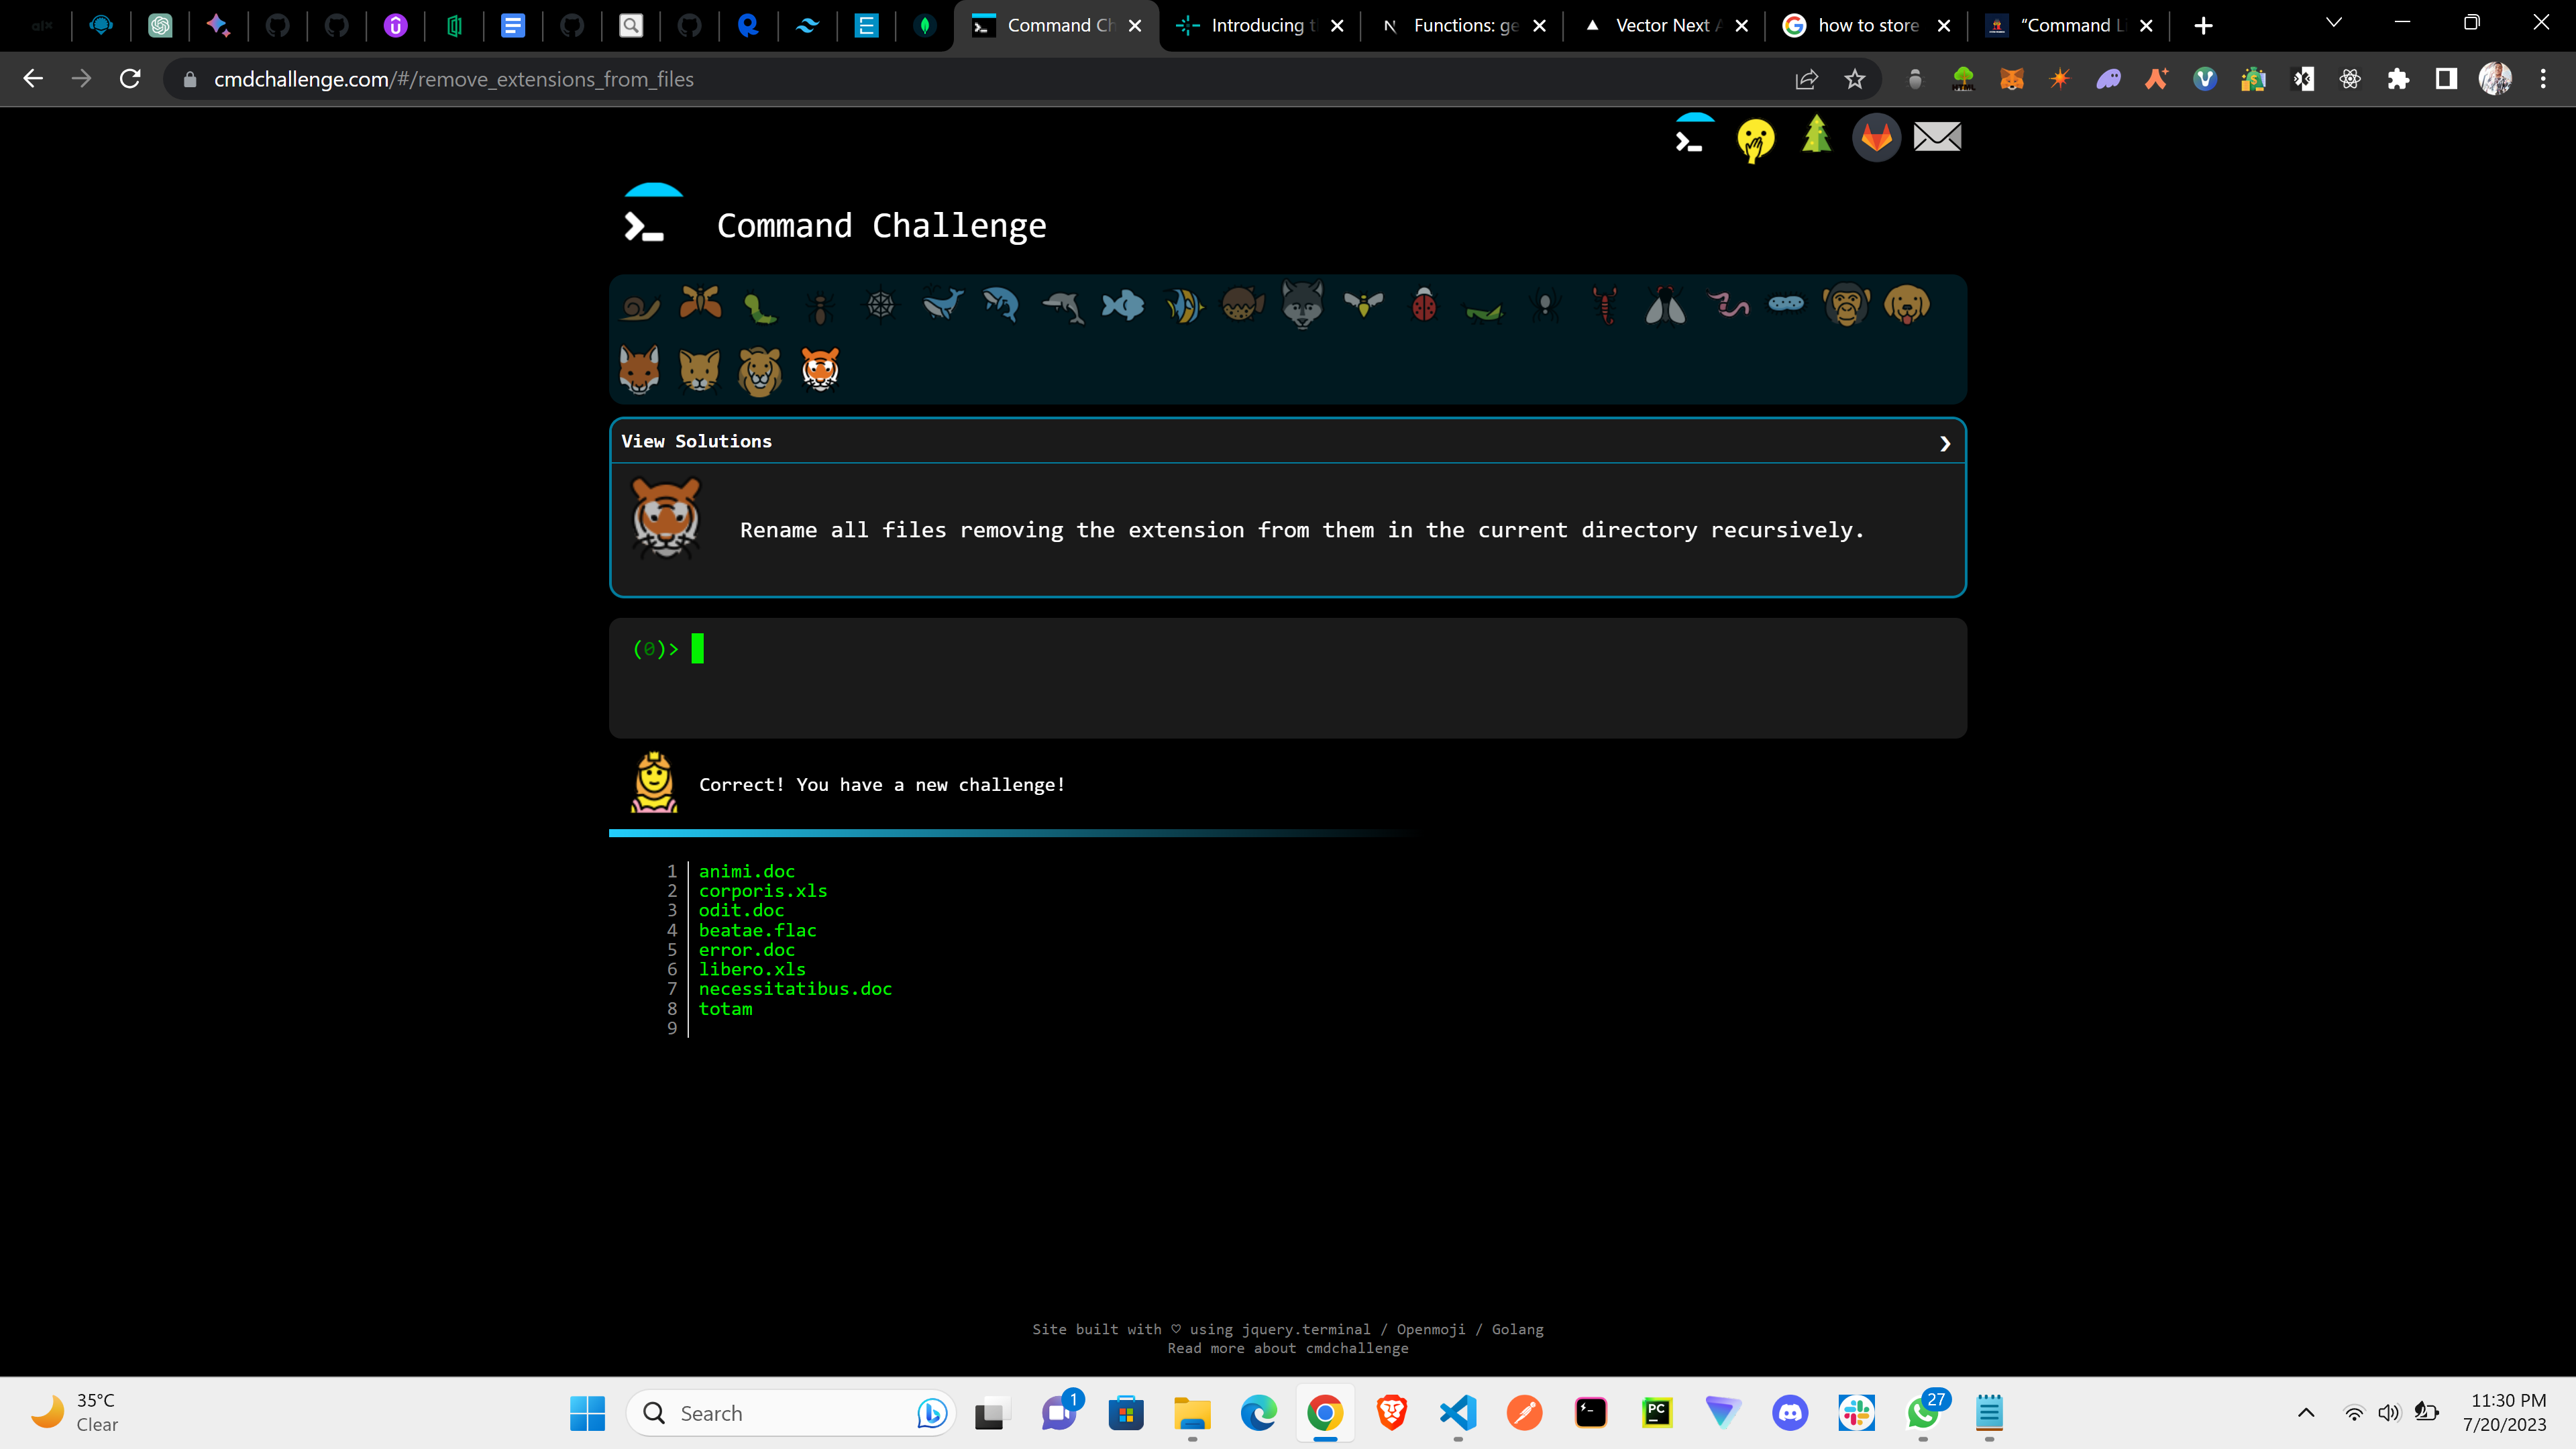 alx
Command Ch
Introducing t
Functions: ge
Vector Next A
how to store
“Command Li
cmdchallenge.com/#/remove_extensions_from_files
Command Challenge
View Solutions
Rename all files removing the extension from them in the current directory recursively.
(0)>
Correct! You have a new challenge!
1 animi.doc
2 corporis.xls
3 odit.doc
4 beatae.flac
5 error.doc
6 libero.xls
7 necessitatibus.doc
8 totam
9
Site built with ♡ using jquery.terminal / Openmoji / Golang
Read more about cmdchallenge
35°C
Clear
Search
1
PC
27
11:30 PM
7/20/2023